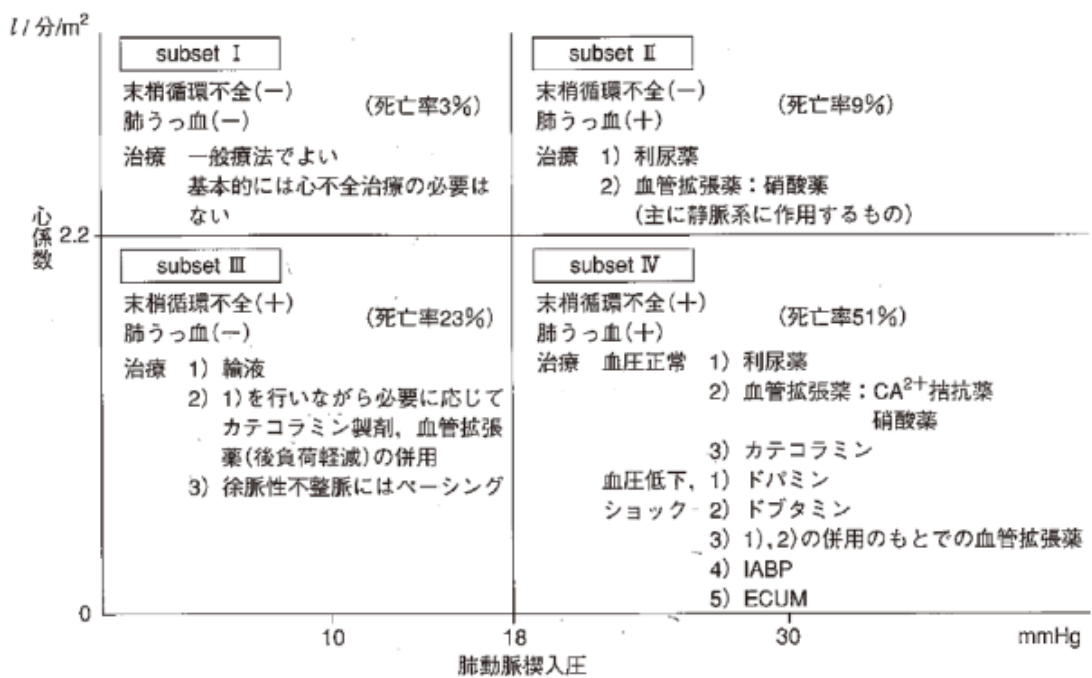 l / 分/m²
subset Ⅰ
末梢循環不全(−)
肺うっ血(−)
(死亡率3%)
治療 一般療法でよい
基本的には心不全治療の必要は
ない
subset Ⅱ
末梢循環不全(−)
肺うっ血(+)
(死亡率9%)
治療 1) 利尿薬
2) 血管拡張薬：硝酸薬
(主に静脈系に作用するもの)
心係数
2.2
subset Ⅲ
末梢循環不全(+)
肺うっ血(−)
(死亡率23%)
治療 1) 輸液
2) 1)を行いながら必要に応じて
カテコラミン製剤，血管拡張
薬(後負荷軽減)の併用
3) 徐脈性不整脈にはペーシング
subset Ⅳ
末梢循環不全(+)
肺うっ血(+)
(死亡率51%)
治療 血圧正常 1) 利尿薬
2) 血管拡張薬：CA²⁺拮抗薬
硝酸薬
3) カテコラミン
血圧低下， 1) ドパミン
ショック 2) ドブタミン
3) 1)，2)の併用のもとでの血管拡張薬
4) IABP
5) ECUM
0
10 18 30 mmHg
肺動脈楔入圧